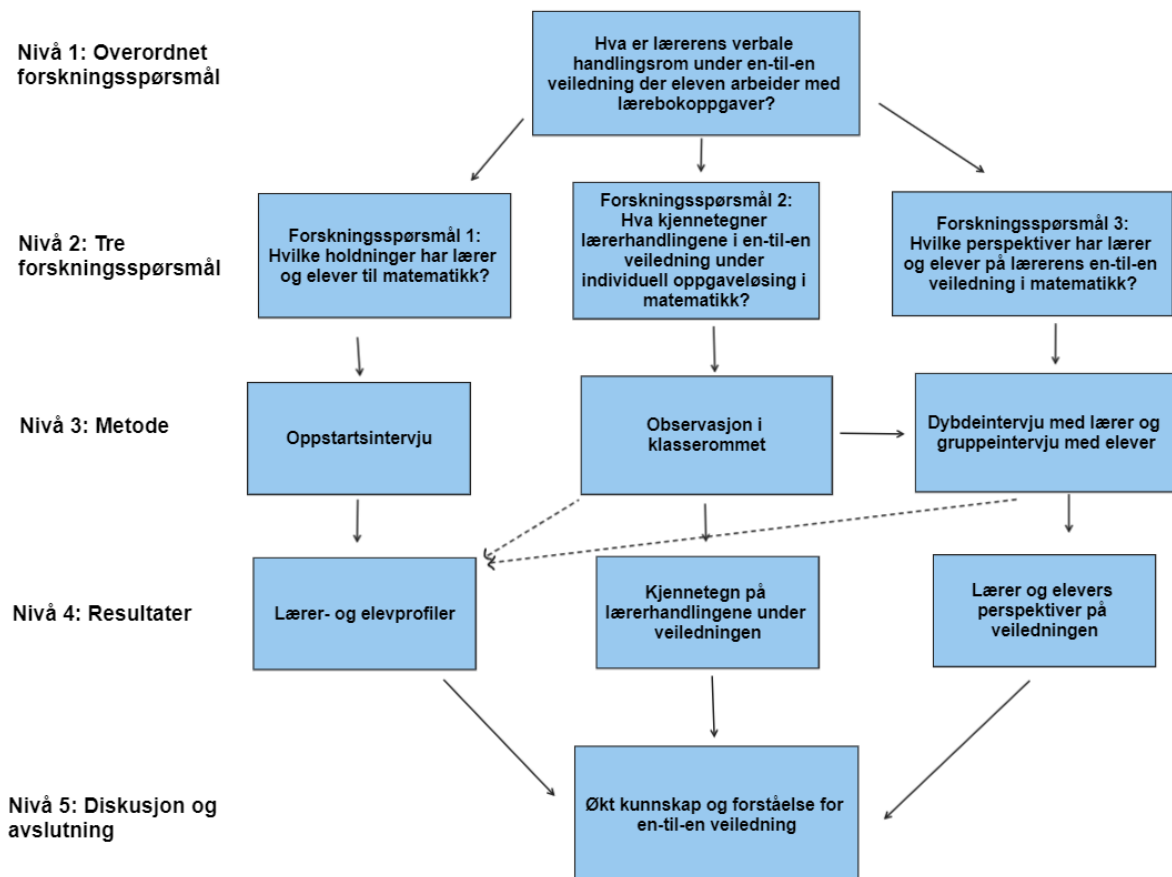 Nivå 1: Overordnet
forskningsspørsmål
Hva er lærerens verbale
handlingsrom under en-til-en
veiledning der eleven arbeider med
lærebokoppgaver?
Nivå 2: Tre
forskningsspørsmål
Forskningsspørsmål 1:
Hvilke holdninger har lærer
og elever til matematikk?
Forskningsspørsmål 2:
Hva kjennetegner
lærerhandlingene i en-til-en
veiledning under
individuell oppgaveløsing i
matematikk?
Forskningsspørsmål 3:
Hvilke perspektiver har lærer
og elever på lærerens en-til-en
veiledning i matematikk?
Nivå 3: Metode
Oppstartsintervju
Observasjon i
klasserommet
Dybdeintervju med lærer og
gruppeintervju med elever
Nivå 4: Resultater
Lærer- og elevprofiler
Kjennetegn på
lærerhandlingene under
veiledningen
Lærer og elevers
perspektiver på
veiledningen
Nivå 5: Diskusjon og
avslutning
Økt kunnskap og forståelse for
en-til-en veiledning